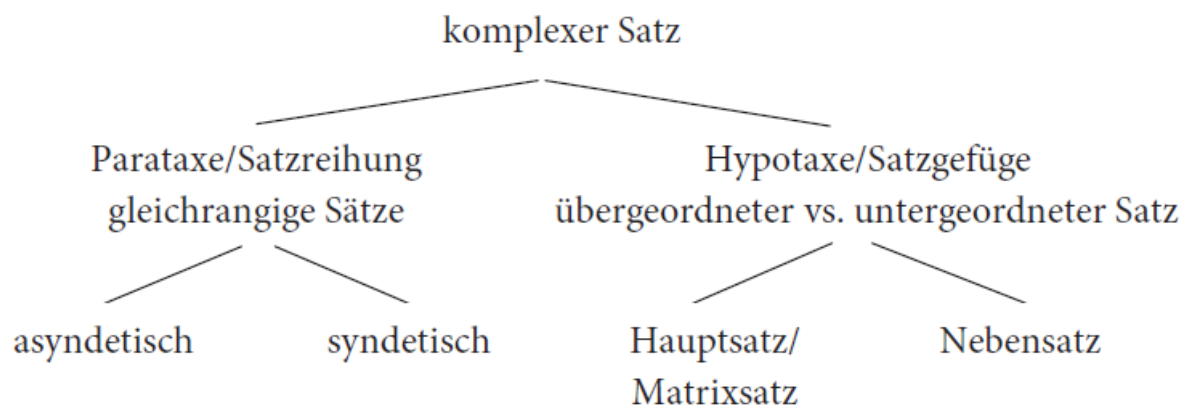 komplexer Satz
Parataxe/Satzreihung
gleichrangige Sätze
Hypotaxe/Satzgefüge
übergeordneter vs. untergeordneter Satz
asyndetisch
syndetisch
Hauptsatz/
Matrixsatz
Nebensatz